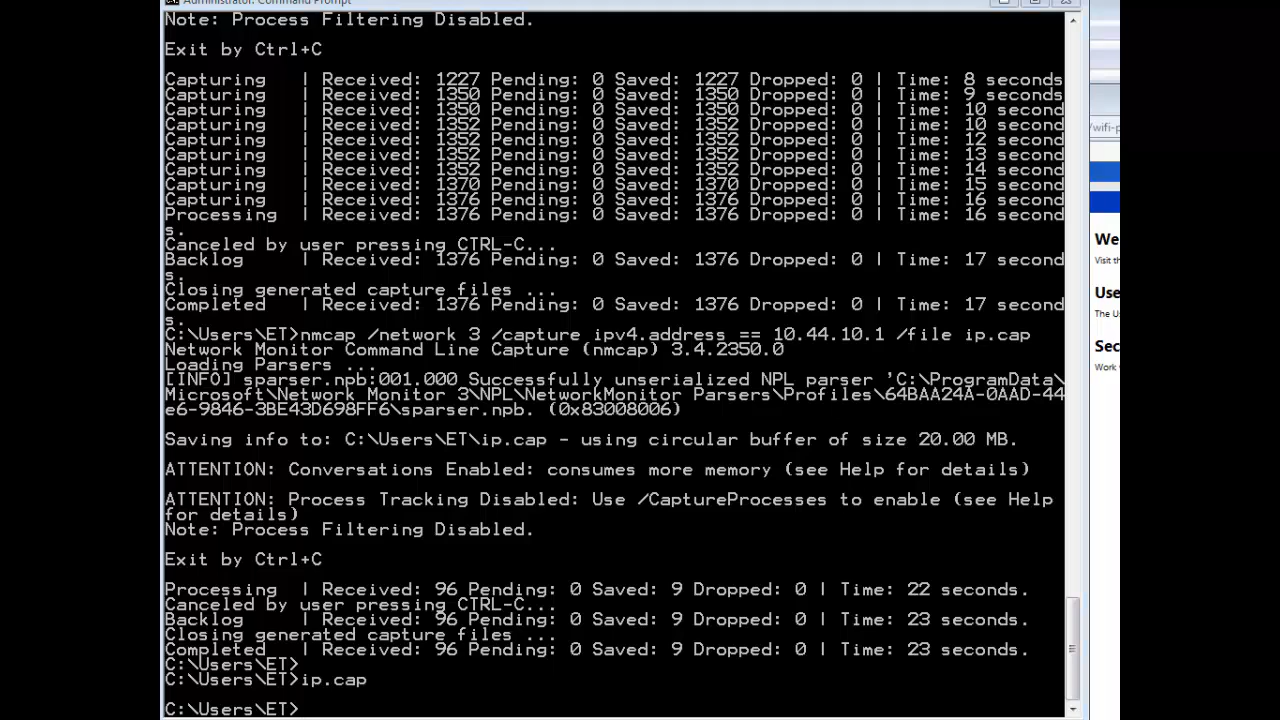 Administrator: Command Prompt
Note: Process Filtering Disabled.
Exit by Ctrl+C
Capturing | Received: 1227 Pending: 0 Saved: 1227 Dropped: 0 | Time: 8 seconds
Capturing | Received: 1350 Pending: 0 Saved: 1350 Dropped: 0 | Time: 9 seconds
Capturing | Received: 1350 Pending: 0 Saved: 1350 Dropped: 0 | Time: 10 second
Capturing | Received: 1352 Pending: 0 Saved: 1352 Dropped: 0 | Time: 10 second
Capturing | Received: 1352 Pending: 0 Saved: 1352 Dropped: 0 | Time: 12 second
Capturing | Received: 1352 Pending: 0 Saved: 1352 Dropped: 0 | Time: 13 second
Capturing | Received: 1352 Pending: 0 Saved: 1352 Dropped: 0 | Time: 14 second
Capturing | Received: 1370 Pending: 0 Saved: 1370 Dropped: 0 | Time: 15 second
Capturing | Received: 1376 Pending: 0 Saved: 1376 Dropped: 0 | Time: 16 second
Processing | Received: 1376 Pending: 0 Saved: 1376 Dropped: 0 | Time: 16 second
s.
Canceled by user pressing CTRL-C...
Backlog | Received: 1376 Pending: 0 Saved: 1376 Dropped: 0 | Time: 17 second
s.
Closing generated capture files ...
Completed | Received: 1376 Pending: 0 Saved: 1376 Dropped: 0 | Time: 17 second
s.
C:\Users\ET>nmcap /network 3 /capture ipv4.address == 10.44.10.1 /file ip.cap
Network Monitor Command Line Capture (nmcap) 3.4.2350.0
Loading Parsers ...
[INFO] sparser.npb:001.000 Successfully unserialized NPL parser 'C:\ProgramData\
Microsoft\Network Monitor 3\NPL\NetworkMonitor Parsers\Profiles\64BAA24A-0AAD-44
e6-9846-3BE43D698FF6\sparser.npb. (0x83008006)
Saving info to: C:\Users\ET\ip.cap - using circular buffer of size 20.00 MB.
ATTENTION: Conversations Enabled: consumes more memory (see Help for details)
ATTENTION: Process Tracking Disabled: Use /CaptureProcesses to enable (see Help
for details)
Note: Process Filtering Disabled.
Exit by Ctrl+C
Processing | Received: 96 Pending: 0 Saved: 9 Dropped: 0 | Time: 22 seconds.
Canceled by user pressing CTRL-C...
Backlog | Received: 96 Pending: 0 Saved: 9 Dropped: 0 | Time: 23 seconds.
Closing generated capture files ...
Completed | Received: 96 Pending: 0 Saved: 9 Dropped: 0 | Time: 23 seconds.
C:\Users\ET>
C:\Users\ET>ip.cap
C:\Users\ET>
/wifi-p
We
Visit th
Use
The Us
Sec
Work